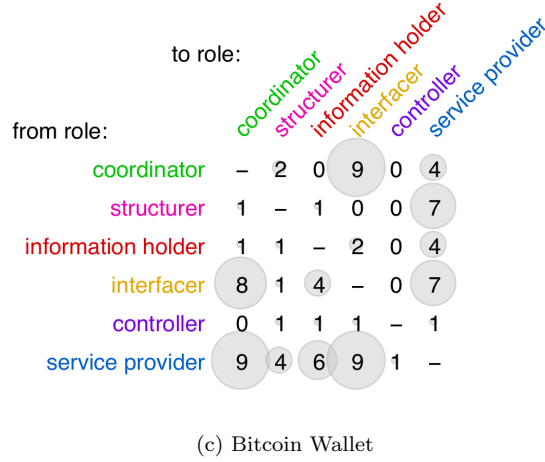 to role:
coordinator
structurer
information holder
interfacer
controller
service provider
from role:
coordinator – 2 0 9 0 4
structurer 1 – 1 0 0 7
information holder 1 1 – 2 0 4
interfacer 8 1 4 – 0 7
controller 0 1 1 1 – 1
service provider 9 4 6 9 1 –
(c) Bitcoin Wallet